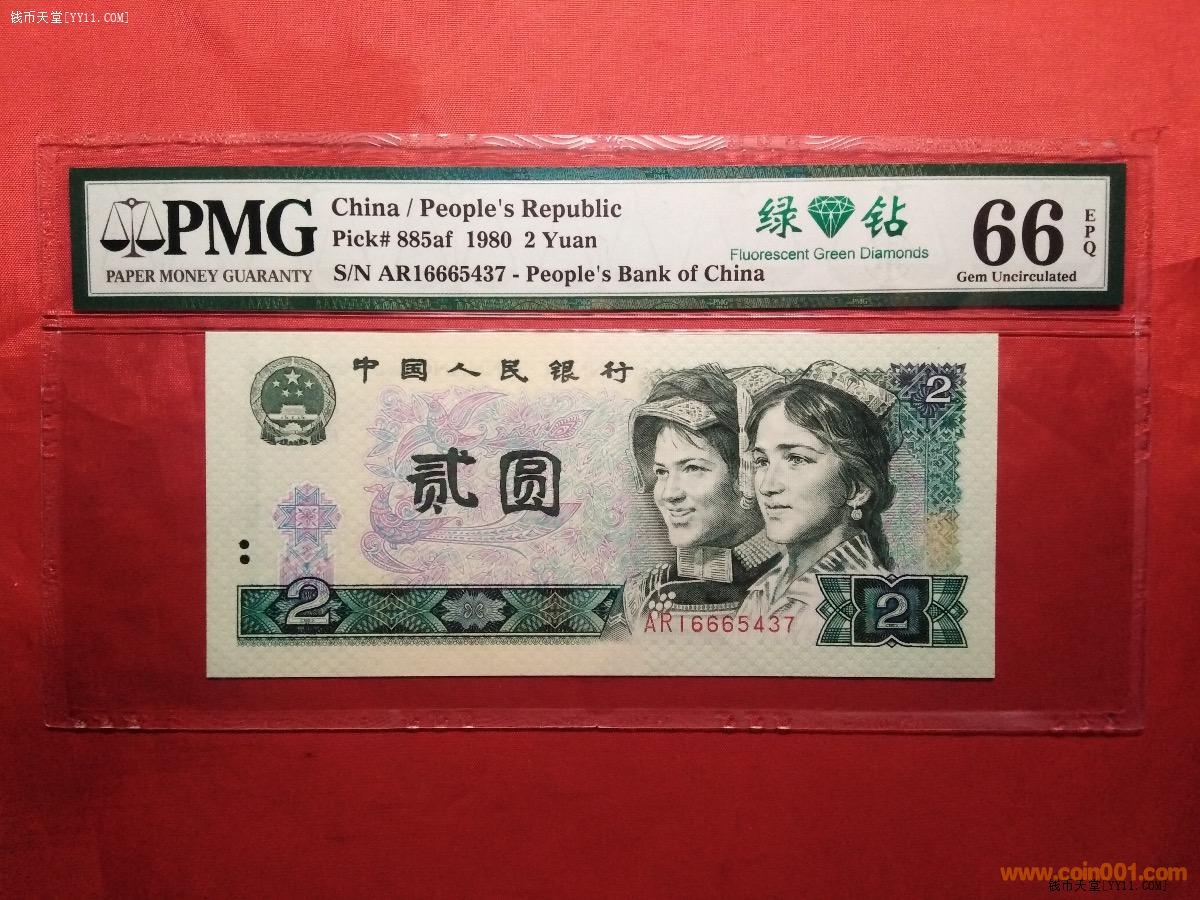 钱币天堂[YY11.COM]
PMG
PAPER MONEY GUARANTY
China / People's Republic
Pick# 885af 1980 2 Yuan
S/N AR16665437 - People's Bank of China
绿 钻
Fluorescent Green Diamonds
66
EPQ
Gem Uncirculated
中国人民银行
2
贰圆
2
AR16665437
2
www.coin001.com
钱币天堂[YY11.COM]